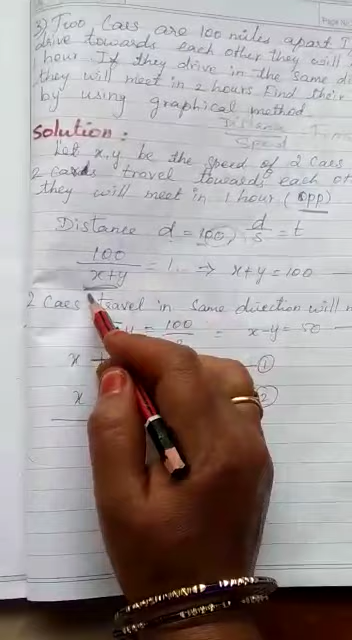 3) Two Cars are 100 miles apart
drive towards each other they will
hour. If they drive in the same
they will meet in 2 hours Find their
by using graphical method
Solution: Distance / Speed
Let x, y be the speed of 2 cars
2 cards travel towards each
they will meet in 1 hour (opp)
Distance d = 100, d/s = t
100/(x+y) = 1 → x+y = 100
2 Cars travel in same direction will
y = 100/2 = x-y = 50
x ①
x ②